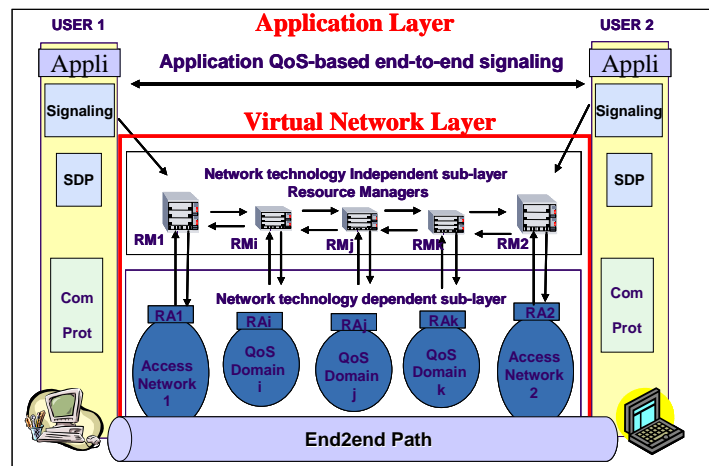 USER 1
Application Layer
USER 2
Appli
Application QoS-based end-to-end signaling
Appli
Signaling
Signaling
Virtual Network Layer
Network technology Independent sub-layer
Resource Managers
SDP
SDP
RM1
RMi
RMj
RMk
RM2
Network technology dependent sub-layer
Com
Prot
Com
Prot
RA1
RAi
RAj
RAk
RA2
Access
Network
1
QoS
Domain
i
QoS
Domain
j
QoS
Domain
k
Access
Network
2
End2end Path